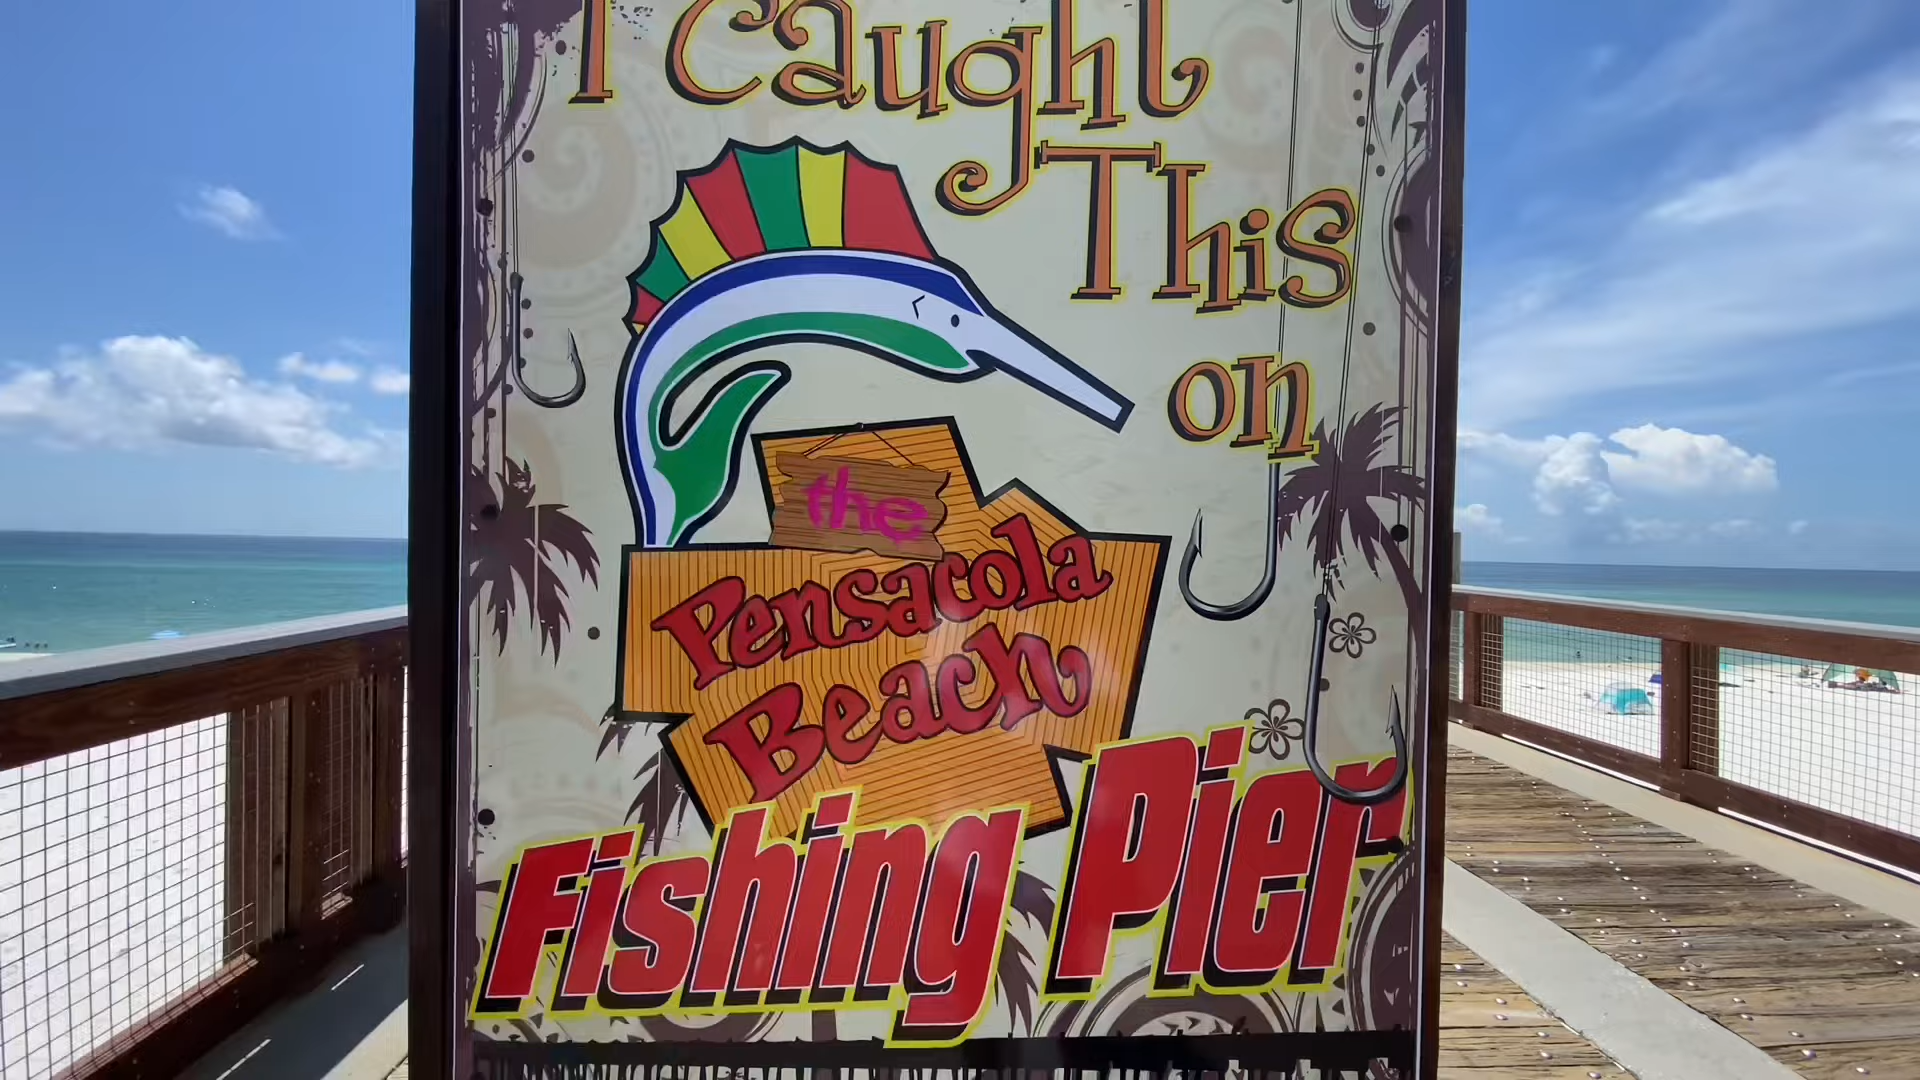 I Caught
This
on
the
Pensacola
Beach
Fishing Pier